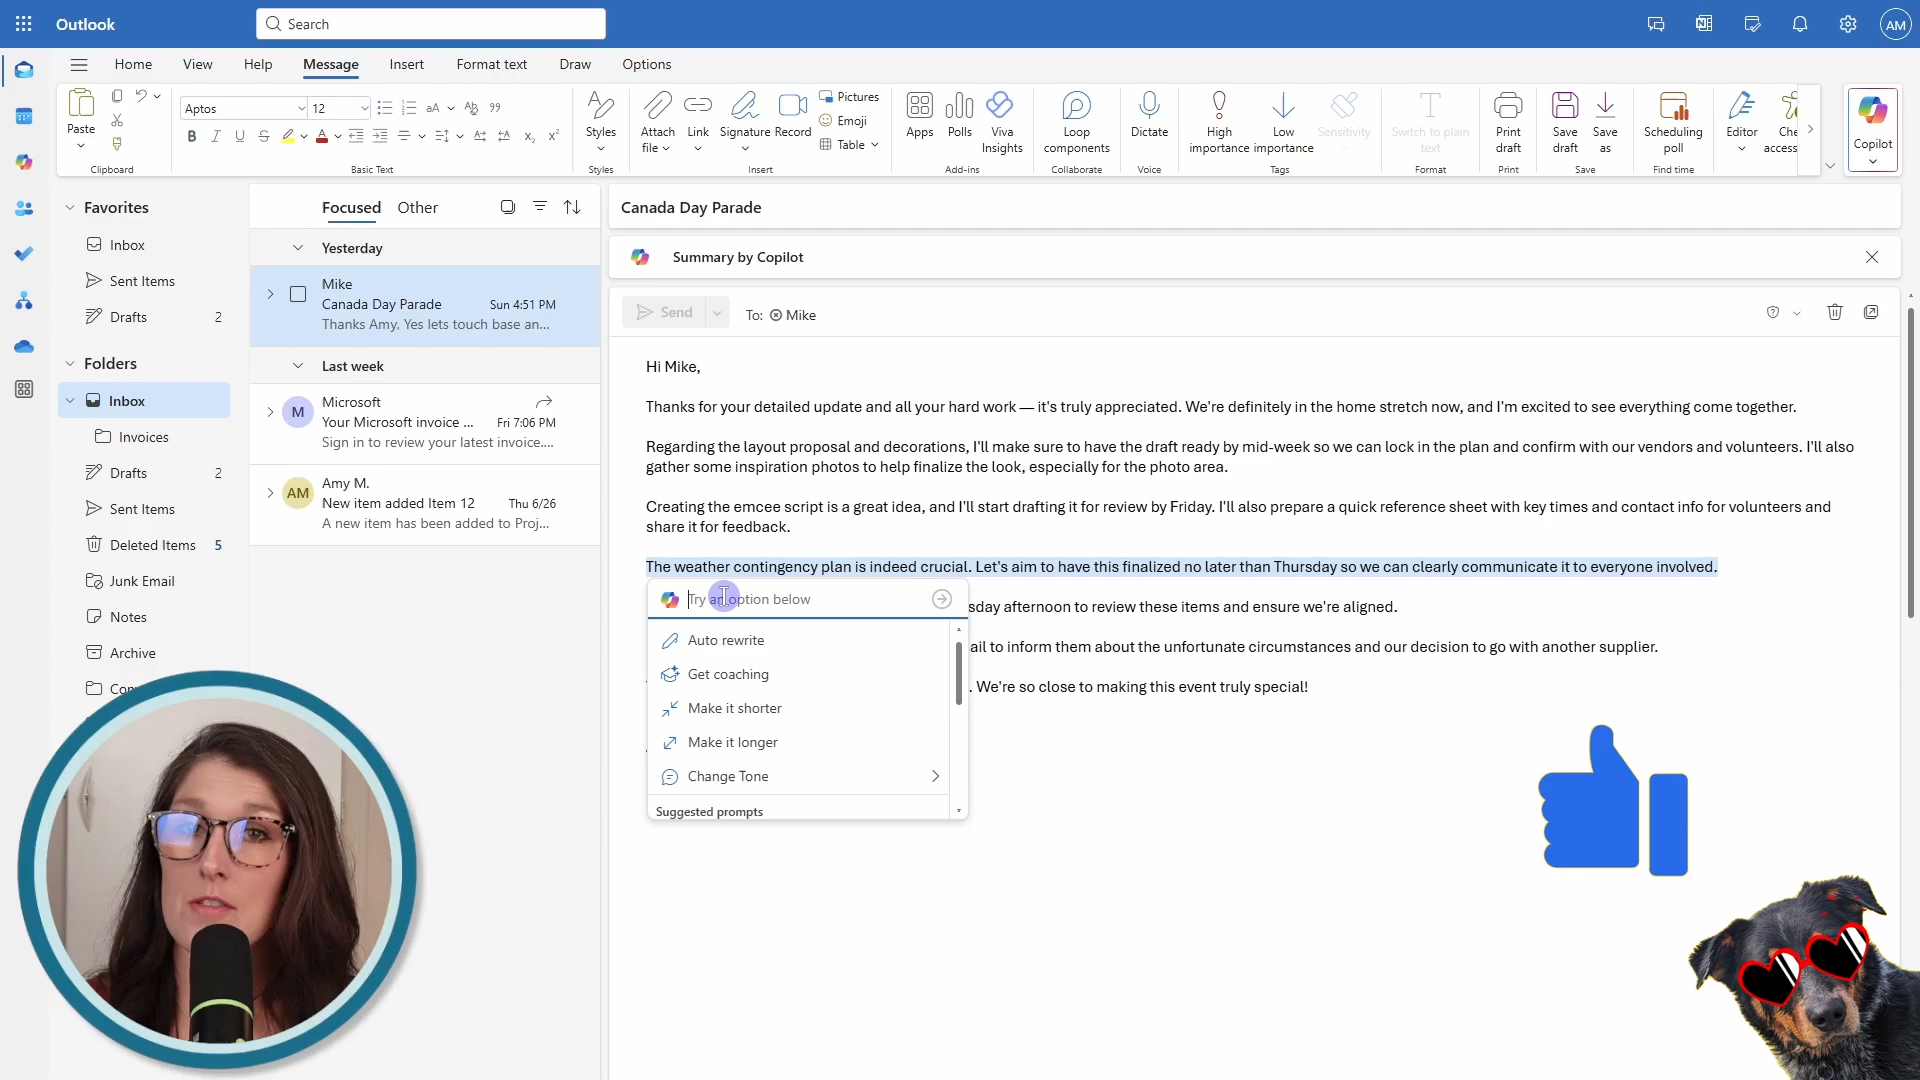 Outlook
Search
AM
Home View Help Message Insert Format text Draw Options
Paste
Clipboard
Aptos 12
Basic Text
Styles
Styles
Attach file
Link
Signature
Record
Pictures
Emoji
Table
Insert
Apps
Polls
Viva Insights
Add-ins
Loop components
Collaborate
Dictate
Voice
High importance
Low importance
Sensitivity
Tags
Switch to plain text
Format
Print draft
Print
Save draft
Save as
Save
Scheduling poll
Find time
Editor
Copilot
Favorites
Inbox
Sent Items
Drafts 2
Folders
Inbox
Invoices
Drafts 2
Sent Items
Deleted Items 5
Junk Email
Notes
Archive
Focused Other
Yesterday
Mike
Canada Day Parade Sun 4:51 PM
Thanks Amy, Yes lets touch base an...
Last week
M
Microsoft
Your Microsoft invoice ... Fri 7:06 PM
Sign in to review your latest invoice....
AM
Amy M.
New item added Item 12 Thu 6/26
A new item has been added to Proj...
Canada Day Parade
Summary by Copilot
Send
To: Mike
Hi Mike,
Thanks for your detailed update and all your hard work — it's truly appreciated. We're definitely in the home stretch now, and I'm excited to see everything come together.
Regarding the layout proposal and decorations, I'll make sure to have the draft ready by mid-week so we can lock in the plan and confirm with our vendors and volunteers. I'll also
gather some inspiration photos to help finalize the look, especially for the photo area.
Creating the emcee script is a great idea, and I'll start drafting it for review by Friday. I'll also prepare a quick reference sheet with key times and contact info for volunteers and
share it for feedback.
The weather contingency plan is indeed crucial. Let's aim to have this finalized no later than Thursday so we can clearly communicate it to everyone involved.
Try an option below
sday afternoon to review these items and ensure we're aligned.
Auto rewrite
ail to inform them about the unfortunate circumstances and our decision to go with another supplier.
Get coaching
. We're so close to making this event truly special!
Make it shorter
Make it longer
Change Tone
Suggested prompts